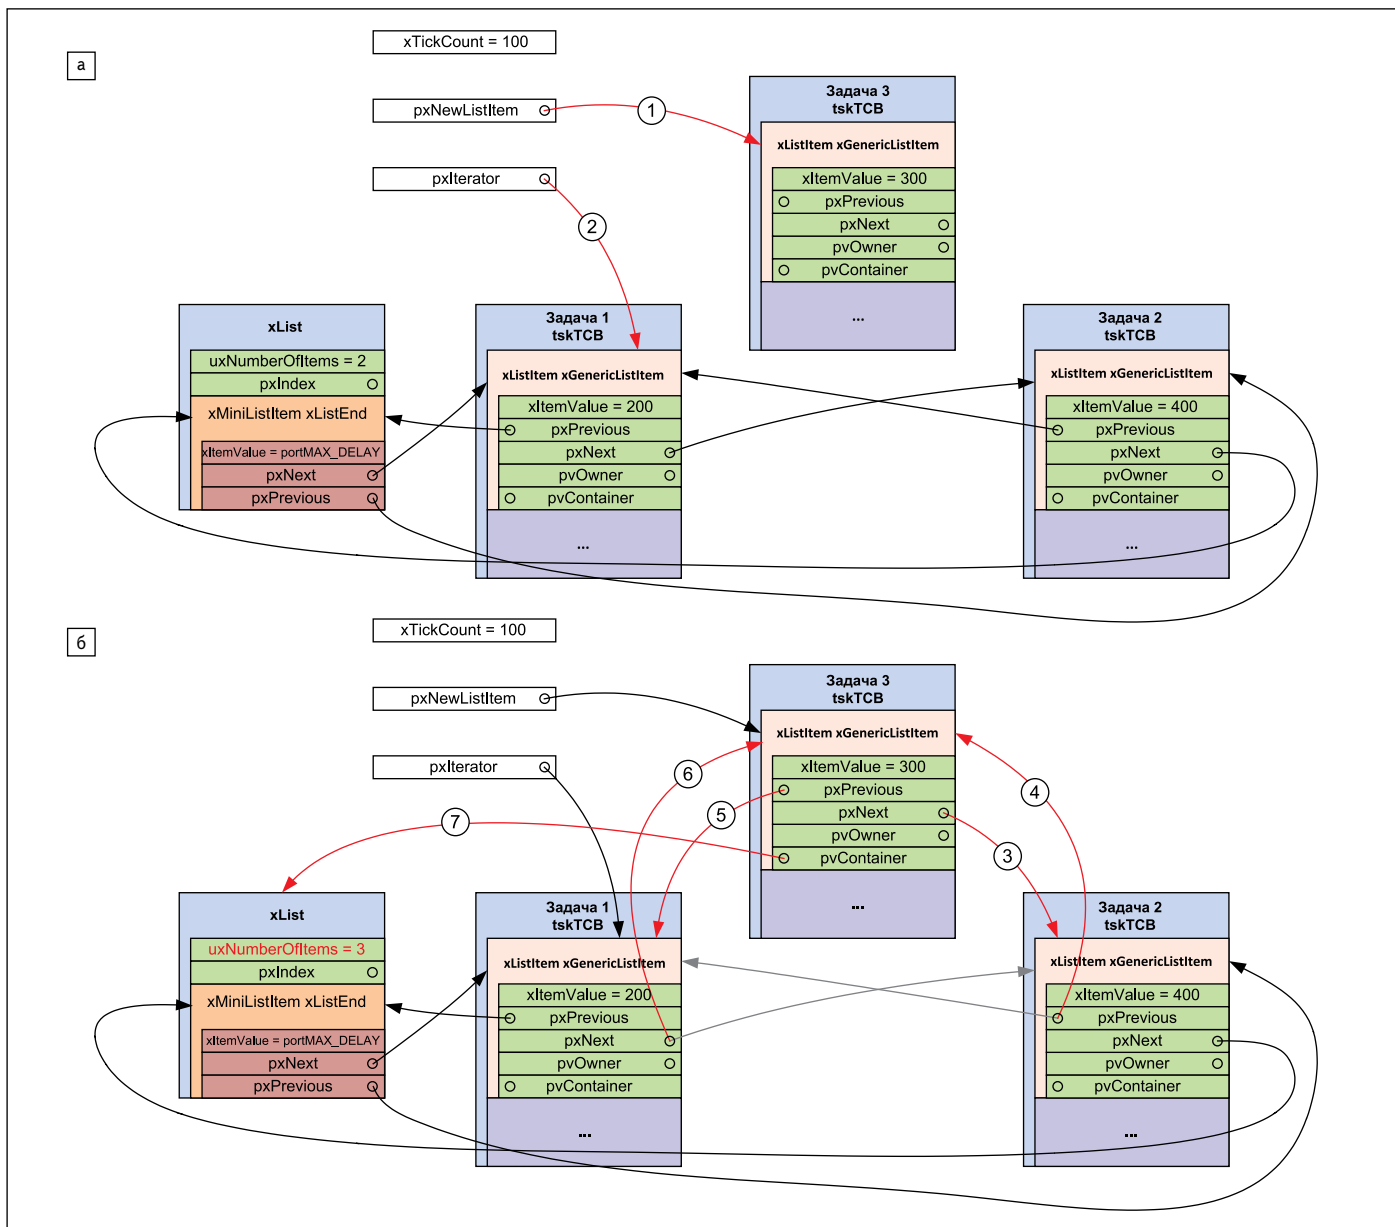 xTickCount = 100
а
Задача 3
tskTCB
pxNewListItem
1
xListItem xGenericListItem
pxIterator
xItemValue = 300
pxPrevious
2
pxNext
pvOwner
pvContainer
...
xList
Задача 1
tskTCB
Задача 2
tskTCB
uxNumberOfItems = 2
pxIndex
xListItem xGenericListItem
xListItem xGenericListItem
xMiniListItem xListEnd
xItemValue = 200
xItemValue = 400
pxPrevious
pxPrevious
xItemValue = portMAX_DELAY
pxNext
pxNext
pxNext
pvOwner
pvOwner
pxPrevious
pvContainer
pvContainer
...
...
xTickCount = 100
б
Задача 3
tskTCB
pxNewListItem
xListItem xGenericListItem
pxIterator
xItemValue = 300
6
pxPrevious
4
5
pxNext
7
pvOwner
3
pvContainer
...
xList
Задача 1
tskTCB
Задача 2
tskTCB
uxNumberOfItems = 3
pxIndex
xListItem xGenericListItem
xListItem xGenericListItem
xMiniListItem xListEnd
xItemValue = 200
xItemValue = 400
pxPrevious
pxPrevious
xItemValue = portMAX_DELAY
pxNext
pxNext
pxNext
pvOwner
pvOwner
pxPrevious
pvContainer
pvContainer
...
...